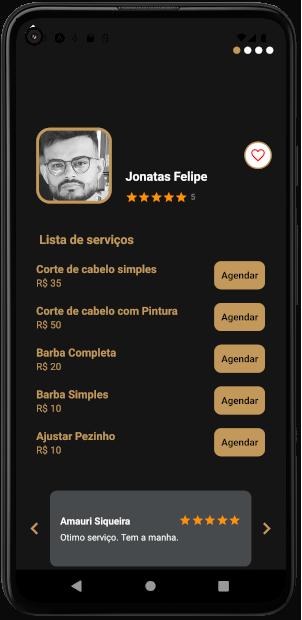 Jonatas Felipe
5
Lista de serviços
Corte de cabelo simples
R$ 35
Agendar
Corte de cabelo com Pintura
R$ 50
Agendar
Barba Completa
R$ 20
Agendar
Barba Simples
R$ 10
Agendar
Ajustar Pezinho
R$ 10
Agendar
Amauri Siqueira
Otimo serviço. Tem a manha.